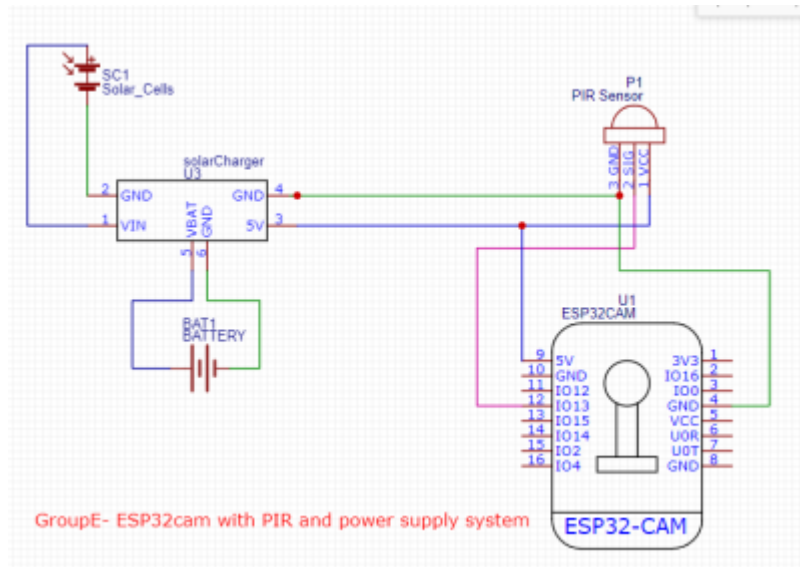 SC1
Solar_Cells
P1
PIR Sensor
3 GND
2 SIG
1 VCC
solarCharger
U3
2 GND
1 VIN
GND 4
5V 3
VBAT 5
GND 6
BAT1
BATTERY
U1
ESP32CAM
9 5V
10 GND
11 IO12
12 IO13
13 IO15
14 IO14
15 IO2
16 IO4
3V3 1
IO16 2
IO0 3
GND 4
VCC 5
U0R 6
U0T 7
GND 8
ESP32-CAM
GroupE- ESP32cam with PIR and power supply system